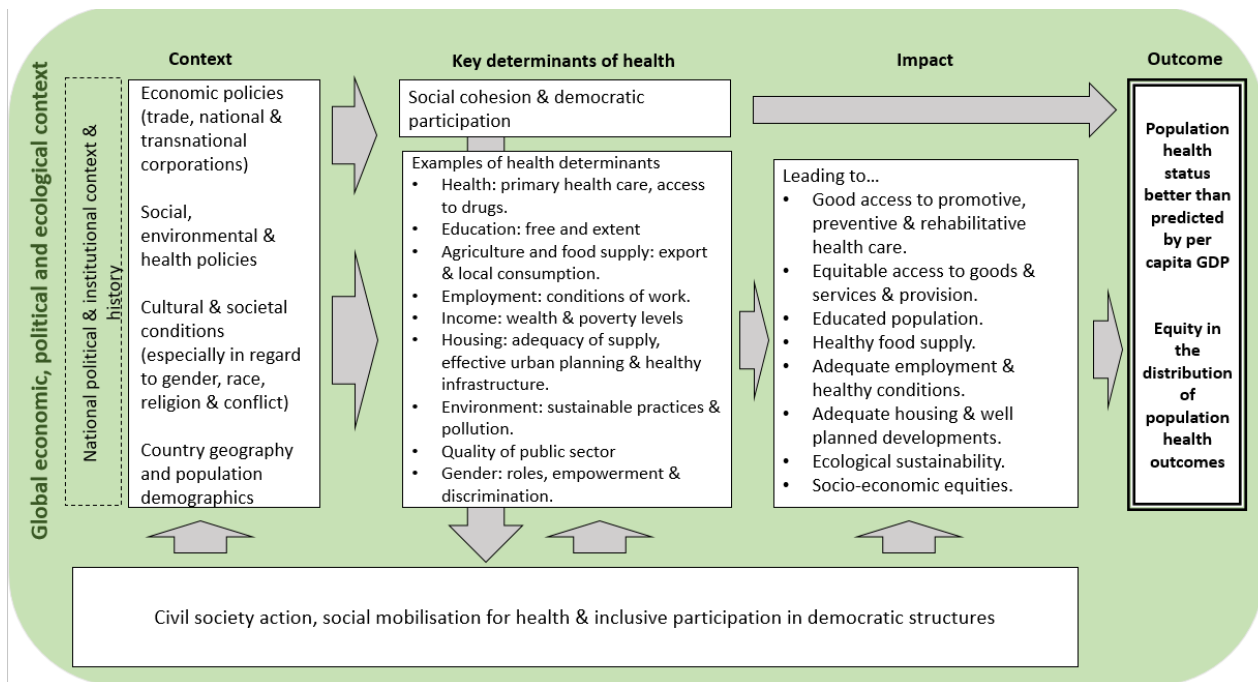 Global economic, political and ecological context
National political & institutional context &
history
Context
Economic policies
(trade, national &
transnational
corporations)
Social,
environmental &
health policies
Cultural & societal
conditions
(especially in regard
to gender, race,
religion & conflict)
Country geography
and population
demographics
Key determinants of health
Social cohesion & democratic
participation
Examples of health determinants
• Health: primary health care, access
to drugs.
• Education: free and extent
• Agriculture and food supply: export
& local consumption.
• Employment: conditions of work.
• Income: wealth & poverty levels
• Housing: adequacy of supply,
effective urban planning & healthy
infrastructure.
• Environment: sustainable practices &
pollution.
• Quality of public sector
• Gender: roles, empowerment &
discrimination.
Impact
Leading to...
• Good access to promotive,
preventive & rehabilitative
health care.
• Equitable access to goods &
services & provision.
• Educated population.
• Healthy food supply.
• Adequate employment &
healthy conditions.
• Adequate housing & well
planned developments.
• Ecological sustainability.
• Socio-economic equities.
Outcome
Population
health
status
better than
predicted
by per
capita GDP
Equity in
the
distribution
of
population
health
outcomes
Civil society action, social mobilisation for health & inclusive participation in democratic structures